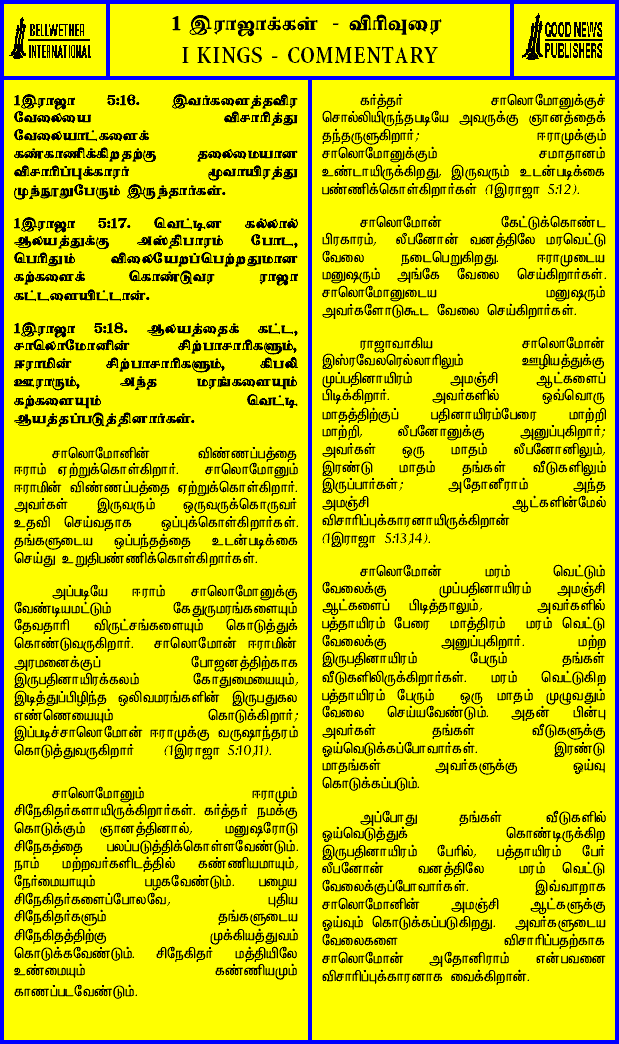 BELLWETHER
INTERNATIONAL
1 இராஜாக்கள் - விரிவுரை
I KINGS - COMMENTARY
GOOD NEWS
PUBLISHERS
1இராஜா 5:16. இவர்களைத்தவிர
வேலையை விசாரித்து
வேலையாட்களைக்
கண்காணிக்கிறதற்கு தலைமையான
விசாரிப்புக்காரர் மூவாயிரத்து
முந்நூறுபேரும் இருந்தார்கள்.
1இராஜா 5:17. வெட்டின கல்லால்
ஆலயத்துக்கு அஸ்திபாரம் போட,
பெரிதும் விலையேறப்பெற்றதுமான
கற்களைக் கொண்டுவர ராஜா
கட்டளையிட்டான்.
1இராஜா 5:18. ஆலயத்தைக் கட்ட,
சாலொமோனின் சிற்பாசாரிகளும்,
ஈராமின் சிற்பாசாரிகளும், கிபலி
ஊராரும், அந்த மரங்களையும்
கற்களையும் வெட்டி
ஆயத்தப்படுத்தினார்கள்.
சாலொமோனின் விண்ணப்பத்தை
ஈராம் ஏற்றுக்கொள்கிறார். சாலொமோனும்
ஈராமின் விண்ணப்பத்தை ஏற்றுக்கொள்கிறார்.
அவர்கள் இருவரும் ஒருவருக்கொருவர்
உதவி செய்வதாக ஒப்புக்கொள்கிறார்கள்.
தங்களுடைய ஒப்பந்தத்தை உடன்படிக்கை
செய்து உறுதிபண்ணிக்கொள்கிறார்கள்.
அப்படியே ஈராம் சாலொமோனுக்கு
வேண்டியமட்டும் கேதுருமரங்களையும்
தேவதாரி விருட்சங்களையும் கொடுத்துக்
கொண்டுவருகிறார். சாலொமோன் ஈராமின்
அரமனைக்குப் போஜனத்திற்காக
இருபதினாயிரக்கலம் கோதுமையையும்,
இடித்துப்பிழிந்த ஒலிவமரங்களின் இருபதுகல
எண்ணெயையும் கொடுக்கிறார்;
இப்படிச்சாலொமோன் ஈராமுக்கு வருஷாந்தரம்
கொடுத்துவருகிறார் (1இராஜா 5:10,11).
சாலொமோனும் ஈராமும்
சிநேகிதர்களாயிருக்கிறார்கள். கர்த்தர் நமக்கு
கொடுக்கும் ஞானத்தினால், மனுஷரோடு
சிநேகத்தை பலப்படுத்திக்கொள்ளவேண்டும்.
நாம் மற்றவர்களிடத்தில் கண்ணியமாயும்,
நேர்மையாயும் பழகவேண்டும். பழைய
சிநேகிதர்களைப்போலவே, புதிய
சிநேகிதர்களும் தங்களுடைய
சிநேகிதத்திற்கு முக்கியத்துவம்
கொடுக்கவேண்டும். சிநேகிதர் மத்தியிலே
உண்மையும் கண்ணியமும்
காணப்படவேண்டும்.
கர்த்தர் சாலொமோனுக்குச்
சொல்லியிருந்தபடியே அவருக்கு ஞானத்தைக்
தந்தருளுகிறார்; ஈராமுக்கும்
சாலொமோனுக்கும் சமாதானம்
உண்டாயிருக்கிறது, இருவரும் உடன்படிக்கை
பண்ணிக்கொள்கிறார்கள் (1இராஜா 5:12).
சாலொமோன் கேட்டுக்கொண்ட
பிரகாரம், லீபனோன் வனத்திலே மரவெட்டு
வேலை நடைபெறுகிறது. ஈராமுடைய
மனுஷரும் அங்கே வேலை செய்கிறார்கள்.
சாலொமோனுடைய மனுஷரும்
அவர்களோடுகூட வேலை செய்கிறார்கள்.
ராஜாவாகிய சாலொமோன்
இஸ்ரவேலரெல்லாரிலும் ஊழியத்துக்கு
முப்பதினாயிரம் அமஞ்சி ஆட்களைப்
பிடிக்கிறார். அவர்களில் ஒவ்வொரு
மாதத்திற்குப் பதினாயிரம்பேரை மாற்றி
மாற்றி, லீபனோனுக்கு அனுப்புகிறார்;
அவர்கள் ஒரு மாதம் லீபனோனிலும்,
இரண்டு மாதம் தங்கள் வீடுகளிலும்
இருப்பார்கள்; அதோனீராம் அந்த
அமஞ்சி ஆட்களின்மேல்
விசாரிப்புக்காரனாயிருக்கிறான்
(1இராஜா 5:13,14).
சாலொமோன் மரம் வெட்டும்
வேலைக்கு முப்பதினாயிரம் அமஞ்சி
ஆட்களைப் பிடித்தாலும், அவர்களில்
பத்தாயிரம் பேரை மாத்திரம் மரம் வெட்டு
வேலைக்கு அனுப்புகிறார். மற்ற
இருபதினாயிரம் பேரும் தங்கள்
வீடுகளிலிருக்கிறார்கள். மரம் வெட்டுகிற
பத்தாயிரம் பேரும் ஒரு மாதம் முழுவதும்
வேலை செய்யவேண்டும். அதன் பின்பு
அவர்கள் தங்கள் வீடுகளுக்கு
ஓய்வெடுக்கப்போவார்கள். இரண்டு
மாதங்கள் அவர்களுக்கு ஓய்வு
கொடுக்கப்படும்.
அப்போது தங்கள் வீடுகளில்
ஓய்வெடுத்துக் கொண்டிருக்கிற
இருபதினாயிரம் பேரில், பத்தாயிரம் பேர்
லீபனோன் வனத்திலே மரம் வெட்டு
வேலைக்குப்போவார்கள். இவ்வாறாக
சாலொமோனின் அமஞ்சி ஆட்களுக்கு
ஓய்வும் கொடுக்கப்படுகிறது. அவர்களுடைய
வேலைகளை விசாரிப்பதற்காக
சாலொமோன் அதோனிராம் என்பவனை
விசாரிப்புக்காரனாக வைக்கிறான்.